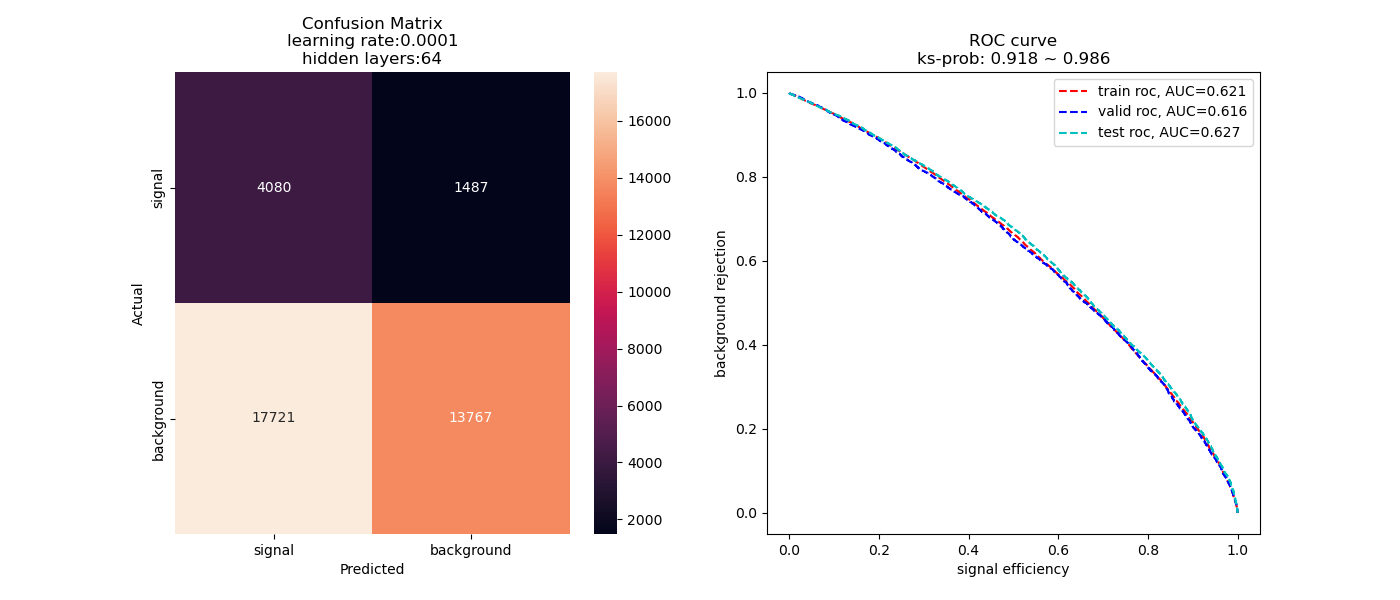 Confusion Matrix
learning rate:0.0001
hidden layers:64
signal
background
Actual
4080
1487
17721
13767
signal
background
Predicted
16000
14000
12000
10000
8000
6000
4000
2000
ROC curve
ks-prob: 0.918 ~ 0.986
train roc, AUC=0.621
valid roc, AUC=0.616
test roc, AUC=0.627
background rejection
1.0
0.8
0.6
0.4
0.2
0.0
0.0
0.2
0.4
0.6
0.8
1.0
signal efficiency